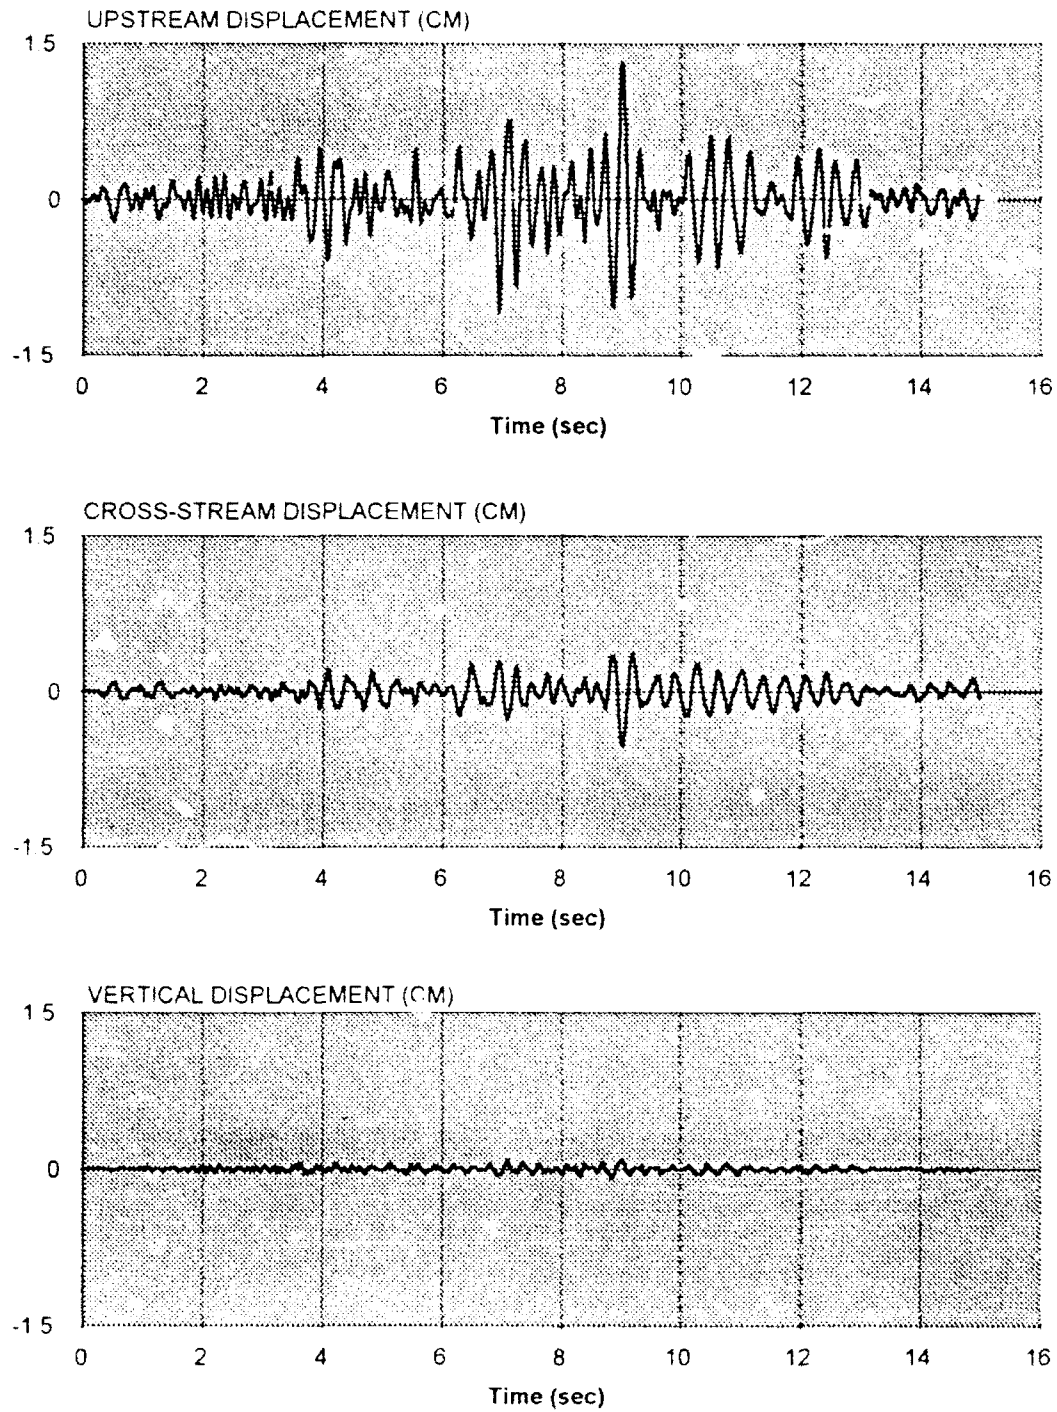 UPSTREAM DISPLACEMENT (CM)
1.5
0
-1 5
0 2 4 6 8 10 12 14 16
Time (sec)
CROSS-STREAM DISPLACEMENT (CM)
1.5
0
-1.5
0 2 4 6 8 10 12 14 16
Time (sec)
VERTICAL DISPLACEMENT (CM)
1 5
0
-1 5
0 2 4 6 8 10 12 14 16
Time (sec)